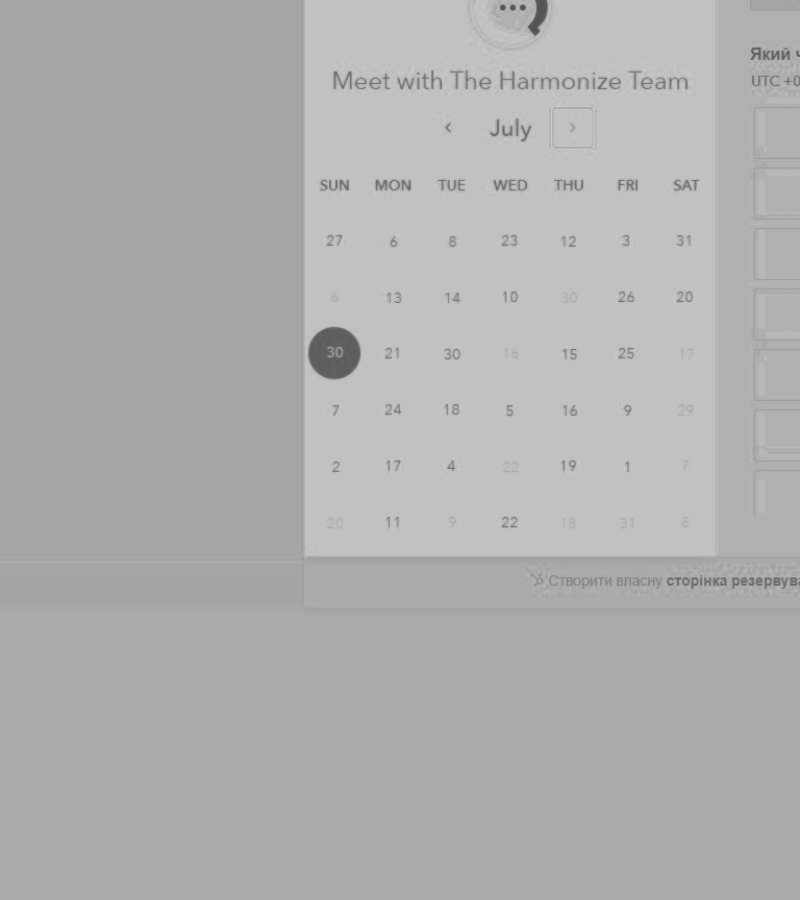 Meet with The Harmonize Team
July
SUN MON TUE WED THU FRI SAT
27 6 8 23 12 3 31
6 13 14 10 30 26 20
30 21 30 16 15 25 17
7 24 18 5 16 9 29
2 17 4 22 19 1 7
20 11 9 22 18 31 8
Створити власну сторінка резервув
Який
UTC +0